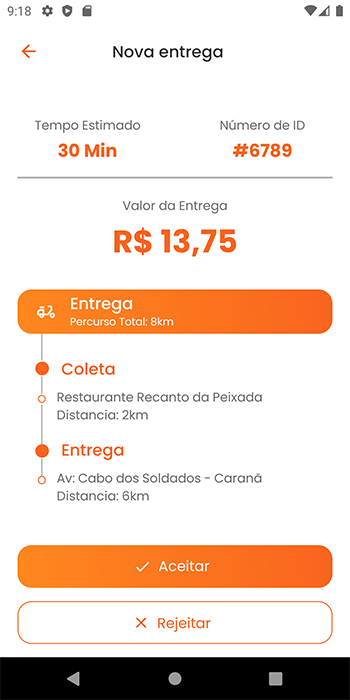 9:18
Nova entrega
Tempo Estimado
Número de ID
30 Min
#6789
Valor da Entrega
R$ 13,75
Entrega
Percurso Total: 8km
Coleta
Restaurante Recanto da Peixada
Distancia: 2km
Entrega
Av: Cabo dos Soldados - Caranã
Distancia: 6km
Aceitar
Rejeitar